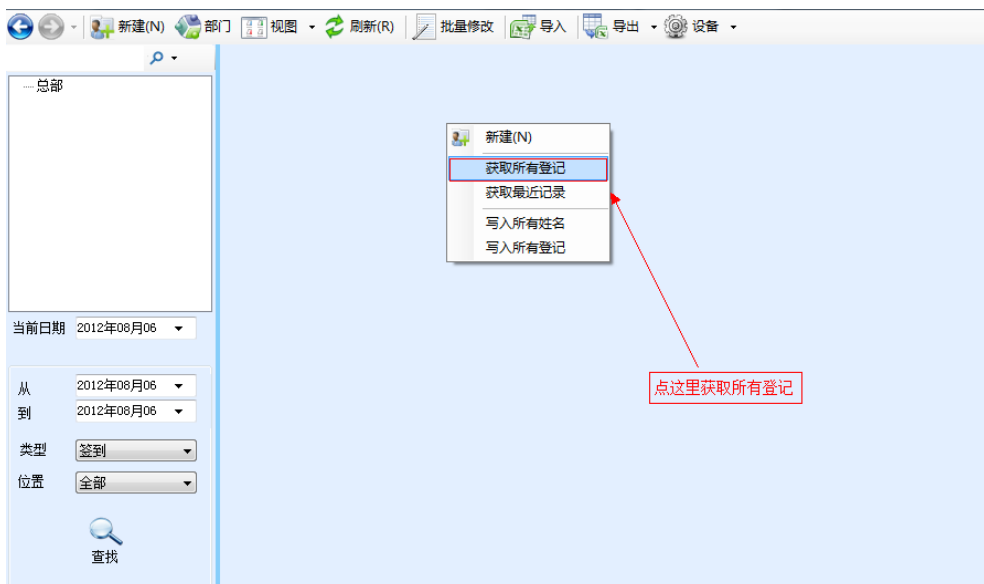 新建(N) 部门 视图 刷新(R) 批量修改 导入 导出 设备
总部
新建(N)
获取所有登记
获取最近记录
写入所有姓名
写入所有登记
当前日期 2012年08月06
点这里获取所有登记
从 2012年08月06
到 2012年08月06
类型 签到
位置 全部
查找